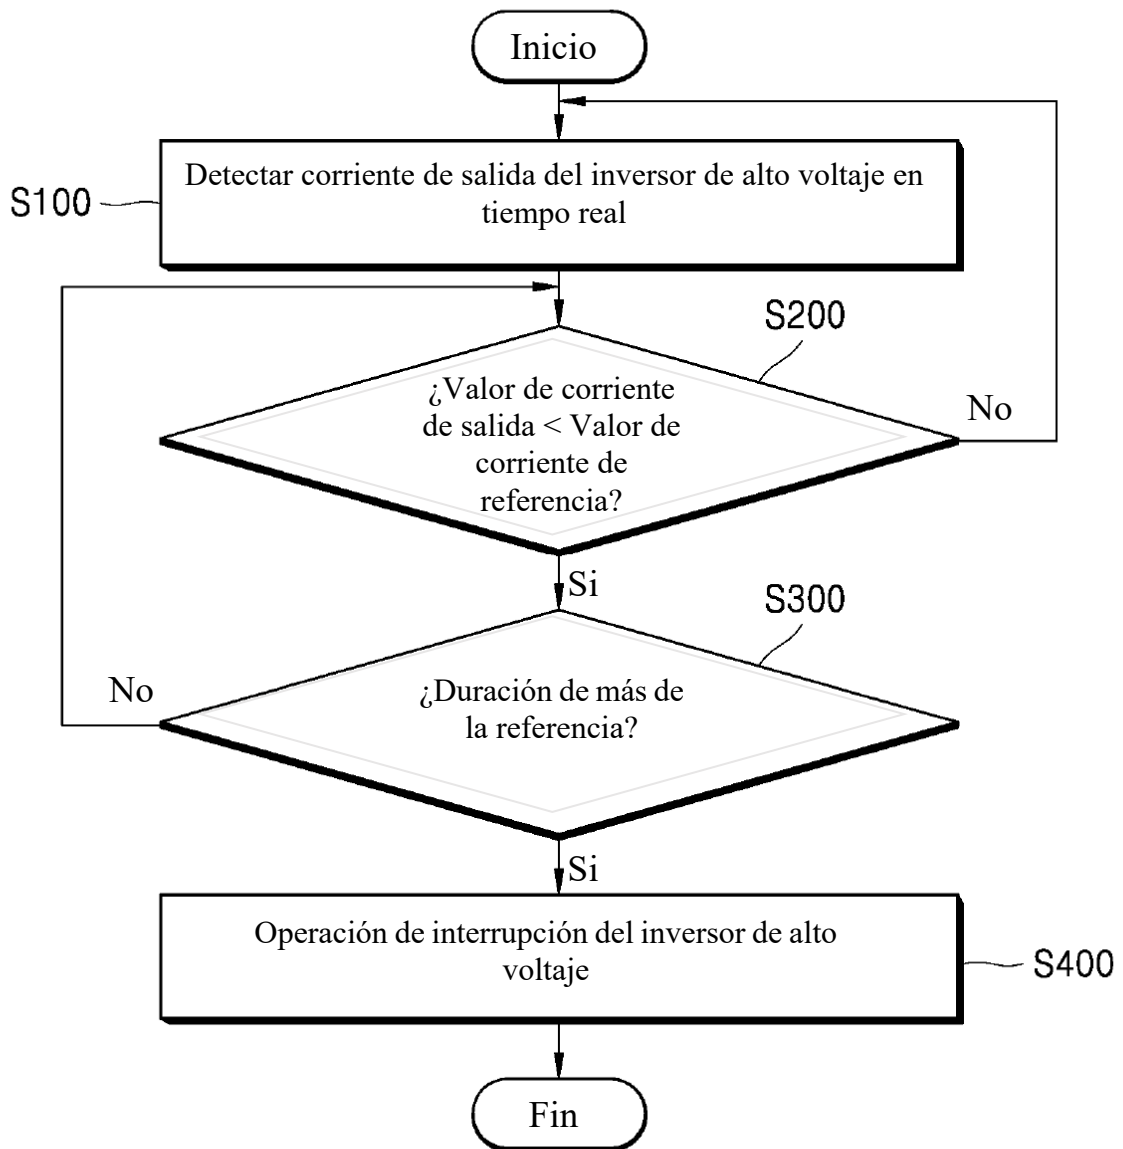 Inicio
Detectar corriente de salida del inversor de alto voltaje en
tiempo real
S100
S200
¿Valor de corriente
de salida < Valor de
corriente de
referencia?
No
Si
S300
¿Duración de más de
la referencia?
No
Si
Operación de interrupción del inversor de alto
voltaje
S400
Fin